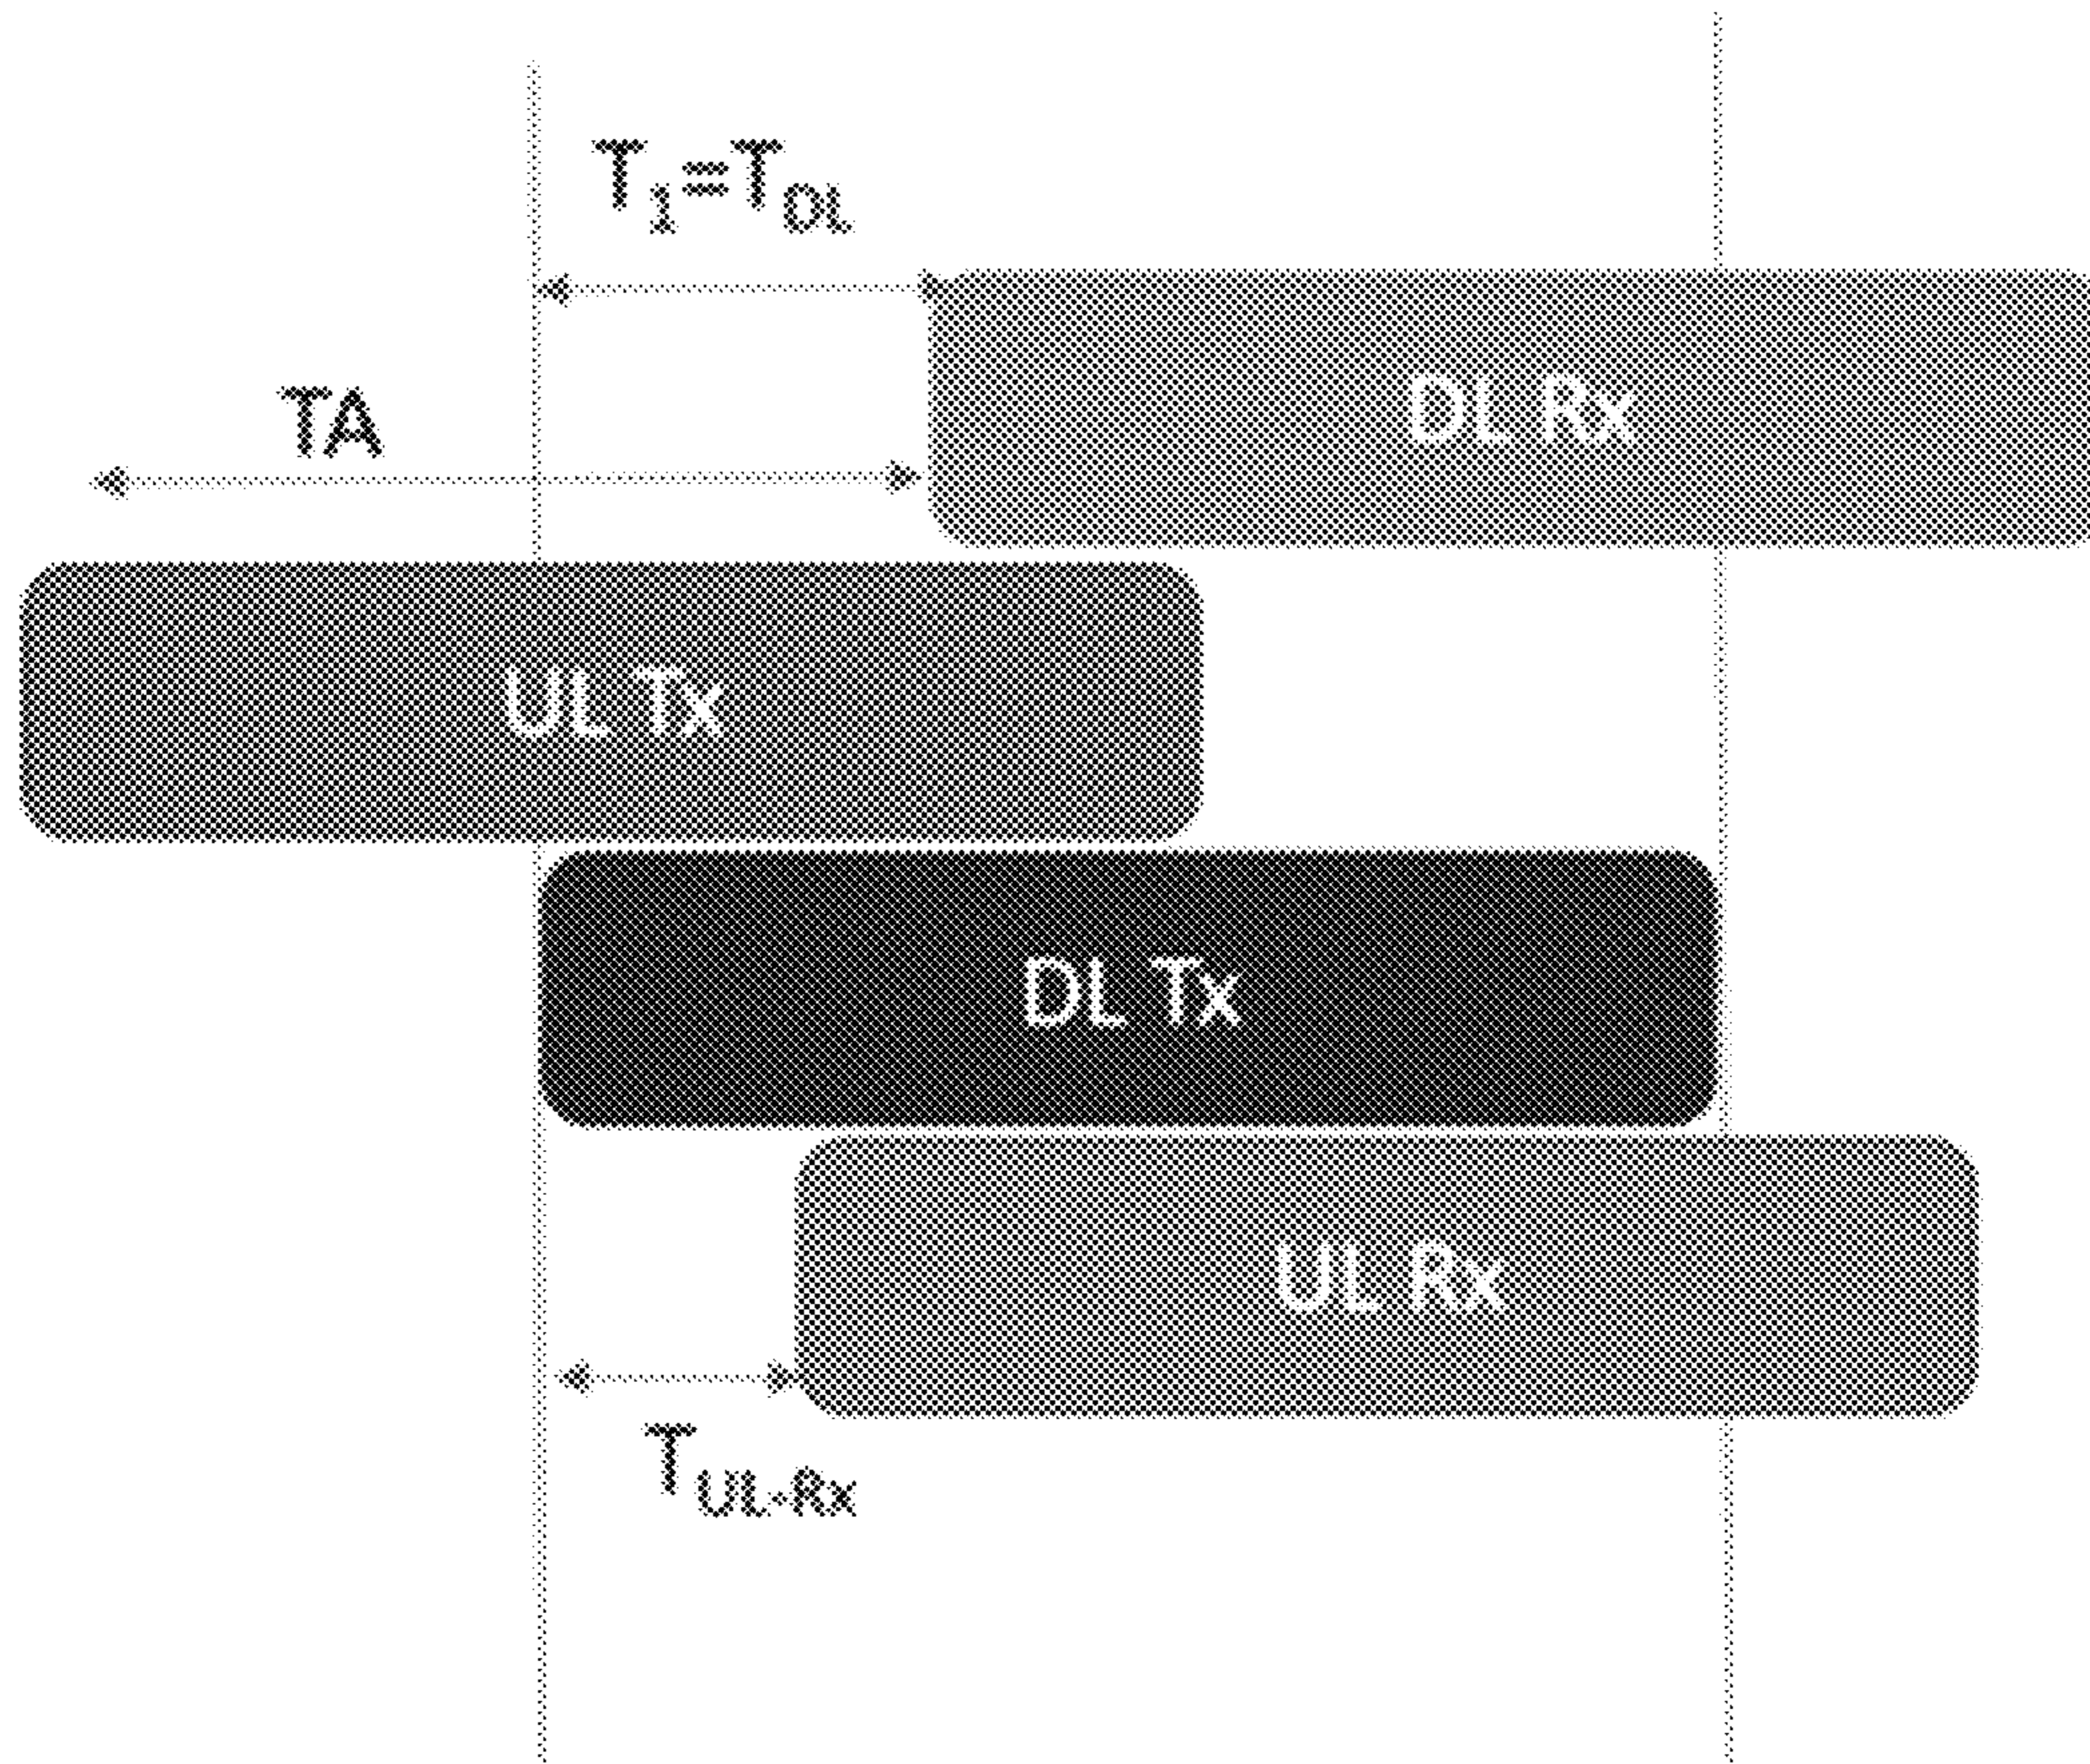 T1=TDL
TA
DL Rx
UL Tx
DL Tx
UL Rx
TUL-Rx